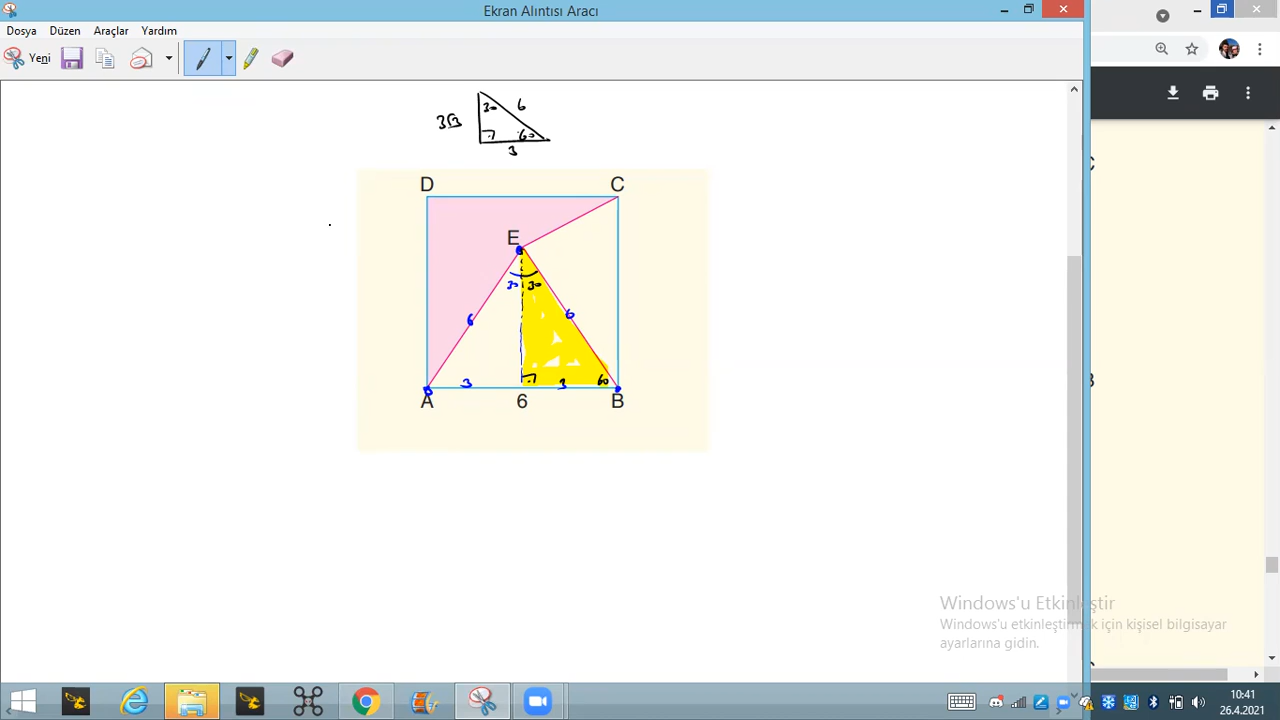 Ekran Alıntısı Aracı
Dosya Düzen Araçlar Yardım
Yeni
30 6
3√3
60
3
D C
E
30 30
6 6
3 3 60
A 6 B
Windows'u Etkinleştir
Windows'u etkinleştirmek için kişisel bilgisayar
ayarlarına gidin.
10:41
26.4.2021